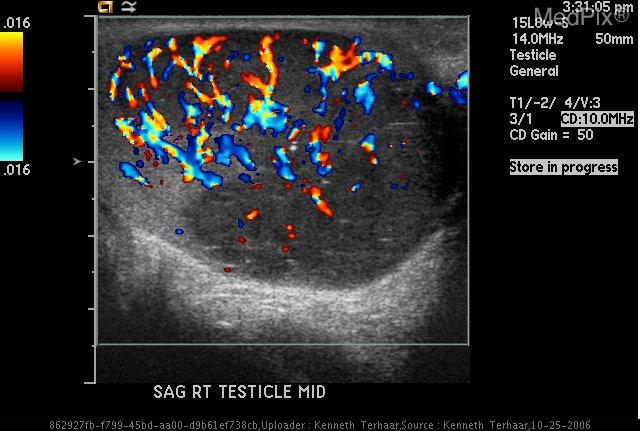 3:31:05 pm
MedPix®
15L8w-S
14.0MHz 50mm
Testicle
General
T1/-2/ 4/V:3
3/1 CD:10.0MHz
CD Gain = 50
Store in progress
.016
.016
SAG RT TESTICLE MID
862927fb-f799-45bd-aa00-d9b61ef738cb,Uploader : Kenneth Terhaar,Source : Kenneth Terhaar,10-25-2006